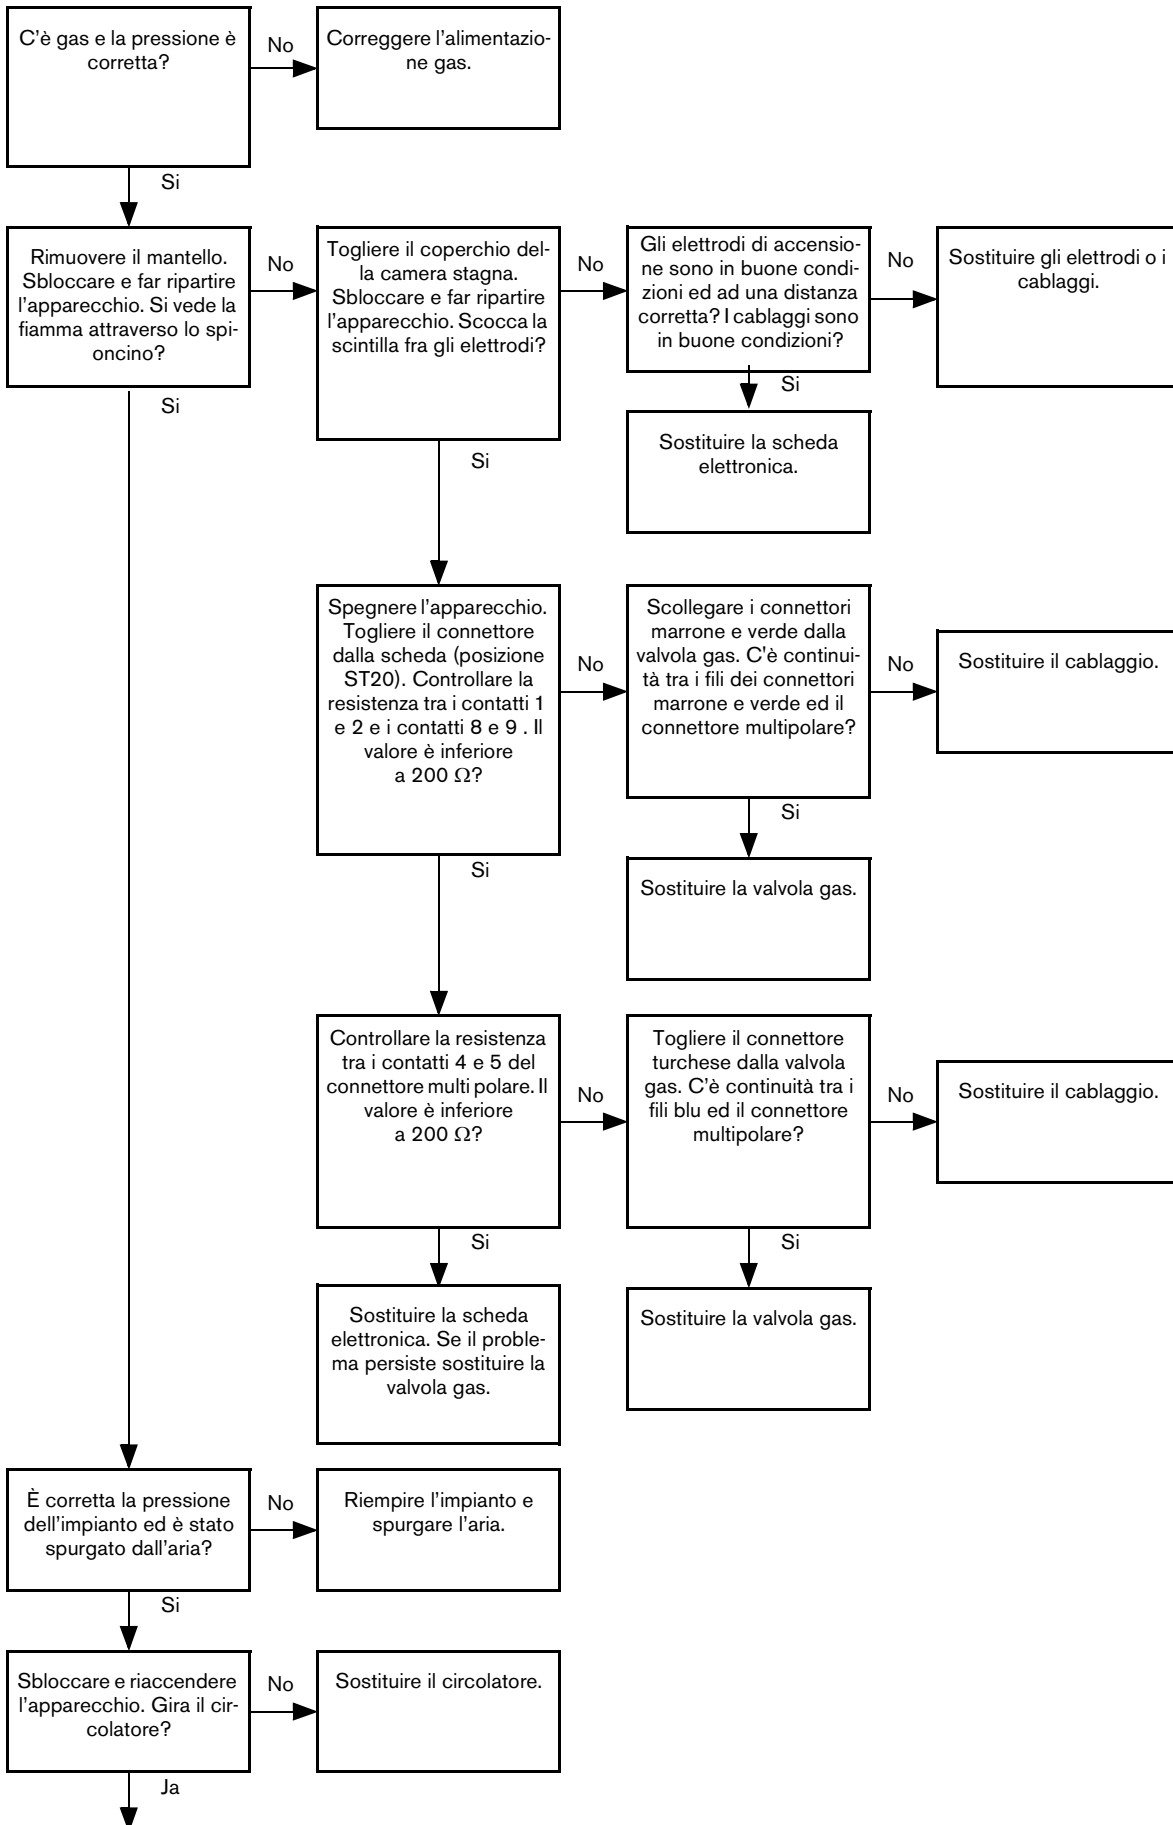 C'è gas e la pressione è
corretta?
No
Correggere l'alimentazio-
ne gas.
Si
Rimuovere il mantello.
Sbloccare e far ripartire
l'apparecchio. Si vede la
fiamma attraverso lo spi-
oncino?
No
Togliere il coperchio del-
la camera stagna.
Sbloccare e far ripartire
l'apparecchio. Scocca la
scintilla fra gli elettrodi?
No
Gli elettrodi di accensio-
ne sono in buone condi-
zioni ed ad una distanza
corretta? I cablaggi sono
in buone condizioni?
No
Sostituire gli elettrodi o i
cablaggi.
Si
Si
Si
Sostituire la scheda
elettronica.
Spegnere l'apparecchio.
Togliere il connettore
dalla scheda (posizione
ST20). Controllare la
resistenza tra i contatti 1
e 2 e i contatti 8 e 9 . Il
valore è inferiore
a 200 Ω?
No
Scollegare i connettori
marrone e verde dalla
valvola gas. C'è continui-
tà tra i fili dei connettori
marrone e verde ed il
connettore multipolare?
No
Sostituire il cablaggio.
Si
Si
Sostituire la valvola gas.
Controllare la resistenza
tra i contatti 4 e 5 del
connettore multi polare. Il
valore è inferiore
a 200 Ω?
No
Togliere il connettore
turchese dalla valvola
gas. C'è continuità tra i
fili blu ed il connettore
multipolare?
No
Sostituire il cablaggio.
Si
Si
Sostituire la scheda
elettronica. Se il proble-
ma persiste sostituire la
valvola gas.
Sostituire la valvola gas.
È corretta la pressione
dell'impianto ed è stato
spurgato dall'aria?
No
Riempire l'impianto e
spurgare l'aria.
Si
Sbloccare e riaccendere
l'apparecchio. Gira il cir-
colatore?
No
Sostituire il circolatore.
Ja